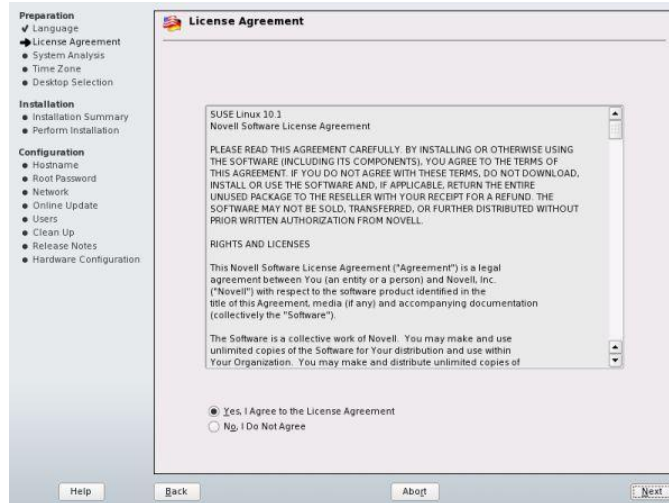 Preparation
Language
License Agreement
System Analysis
Time Zone
Desktop Selection
Installation
Installation Summary
Perform Installation
Configuration
Hostname
Root Password
Network
Online Update
Users
Clean Up
Release Notes
Hardware Configuration
License Agreement
SUSE Linux 10.1
Novell Software License Agreement
PLEASE READ THIS AGREEMENT CAREFULLY. BY INSTALLING OR OTHERWISE USING
THE SOFTWARE (INCLUDING ITS COMPONENTS), YOU AGREE TO THE TERMS OF
THIS AGREEMENT. IF YOU DO NOT AGREE WITH THESE TERMS, DO NOT DOWNLOAD,
INSTALL OR USE THE SOFTWARE AND, IF APPLICABLE, RETURN THE ENTIRE
UNUSED PACKAGE TO THE RESELLER WITH YOUR RECEIPT FOR A REFUND. THE
SOFTWARE MAY NOT BE SOLD, TRANSFERRED, OR FURTHER DISTRIBUTED WITHOUT
PRIOR WRITTEN AUTHORIZATION FROM NOVELL.
RIGHTS AND LICENSES
This Novell Software License Agreement ("Agreement") is a legal
agreement between You (an entity or a person) and Novell, Inc.
("Novell") with respect to the software product identified in the
title of this Agreement, media (if any) and accompanying documentation
(collectively the "Software").
The Software is a collective work of Novell. You may make and use
unlimited copies of the Software for Your distribution and use within
Your Organization. You may make and distribute unlimited copies of
Yes, I Agree to the License Agreement
No, I Do Not Agree
Help
Back
Abort
Next